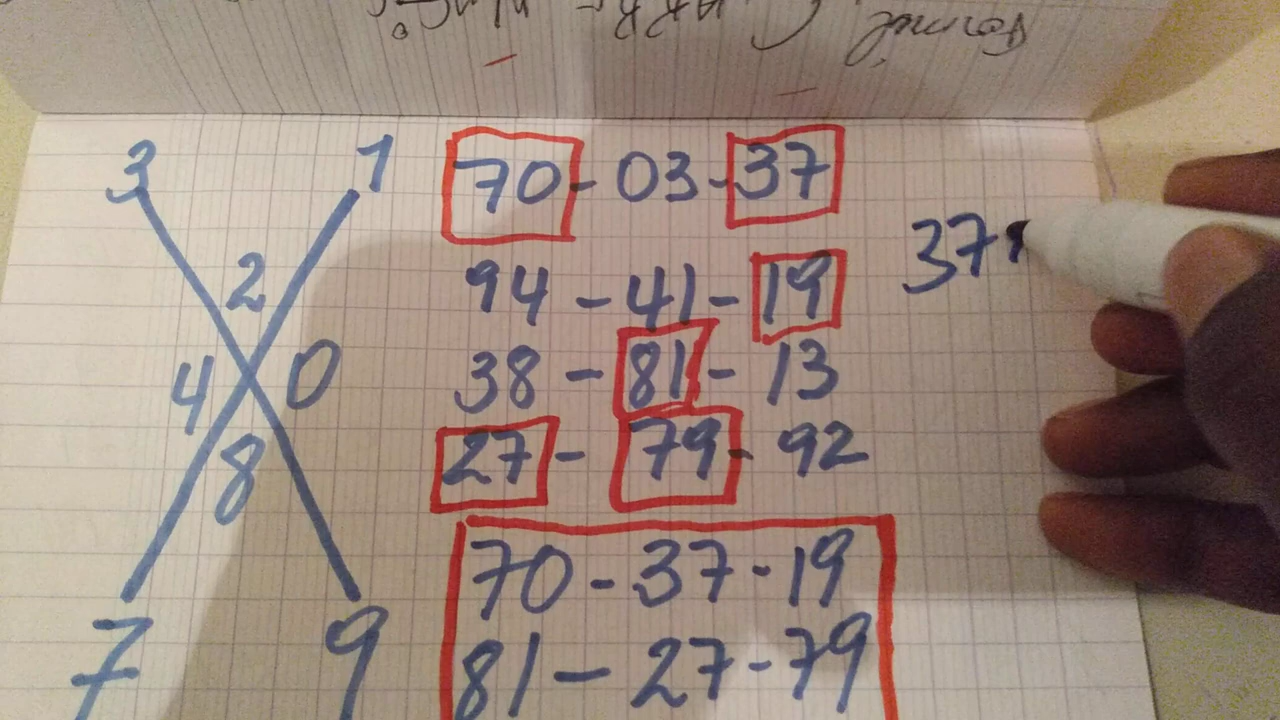 3 1
2
4 0
8
7 9
70 - 03 - 37
94 - 41 - 19
38 - 81 - 13
27 - 79 - 92
70 - 37 - 19
81 - 27 - 79
37